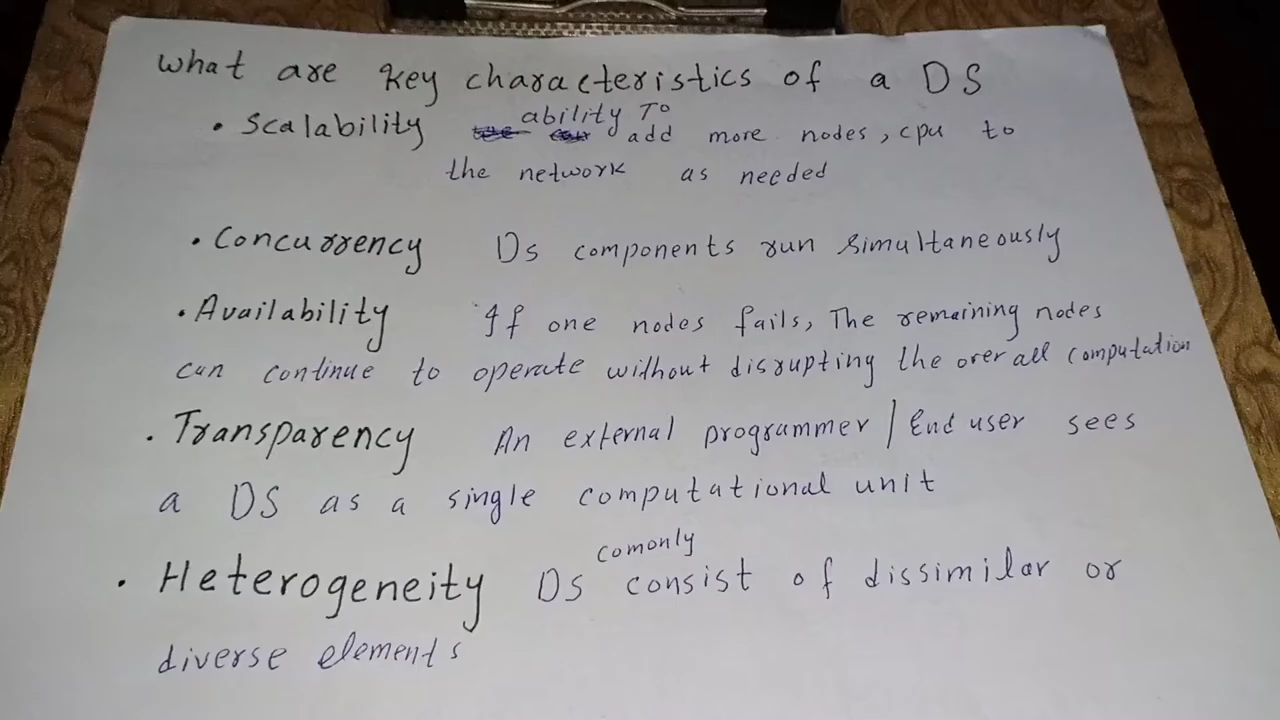 what are key characteristics of a DS
• Scalability ability To add more nodes, cpu to
the network as needed
• Concurrency Ds components run simultaneously
• Availability If one nodes fails, The remaining nodes
can continue to operate without disrupting the over all computation
• Transparency An external programmer / End user sees
a DS as a single computational unit
• Heterogeneity DS comonly consist of dissimilar or
diverse elements